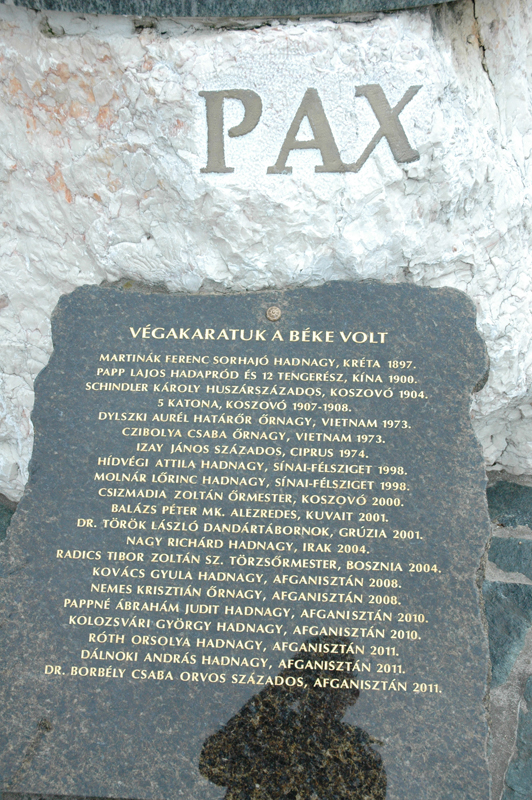 PAX
VÉGAKARATUK A BÉKE VOLT
MARTINÁK FERENC SORHAJÓ HADNAGY, KRÉTA 1897.
PAPP LAJOS HADAPRÓD ÉS 12 TENGERÉSZ, KÍNA 1900.
SCHINDLER KÁROLY HUSZÁRSZÁZADOS, KOSZOVÓ 1904.
5 KATONA, KOSZOVÓ 1907-1908.
DYLSZKI AURÉL HATÁRŐR ŐRNAGY, VIETNAM 1973.
CZIBOLYA CSABA ŐRNAGY, VIETNAM 1973.
IZAY JÁNOS SZÁZADOS, CIPRUS 1974.
HÍDVÉGI ATTILA HADNAGY, SÍNAI-FÉLSZIGET 1998.
MOLNÁR LŐRINC HADNAGY, SÍNAI-FÉLSZIGET 1998.
CSIZMADIA ZOLTÁN ŐRMESTER, KOSZOVÓ 2000.
BALÁZS PÉTER MK. ALEZREDES, KUVAIT 2001.
DR. TÖRÖK LÁSZLÓ DANDÁRTÁBORNOK, GRÚZIA 2001.
NAGY RICHÁRD HADNAGY, IRAK 2004.
RADICS TIBOR ZOLTÁN SZ. TÖRZSŐRMESTER, BOSZNIA 2004.
KOVÁCS GYULA HADNAGY, AFGANISZTÁN 2008.
NEMES KRISZTIÁN ŐRNAGY, AFGANISZTÁN 2008.
PAPPNÉ ÁBRAHÁM JUDIT HADNAGY, AFGANISZTÁN 2010.
KOLOZSVÁRI GYÖRGY HADNAGY, AFGANISZTÁN 2010.
RÓTH ORSOLYA HADNAGY, AFGANISZTÁN 2011.
DÁLNOKI ANDRÁS HADNAGY, AFGANISZTÁN 2011.
DR. BORBÉLY CSABA ORVOS SZÁZADOS, AFGANISZTÁN 2011.